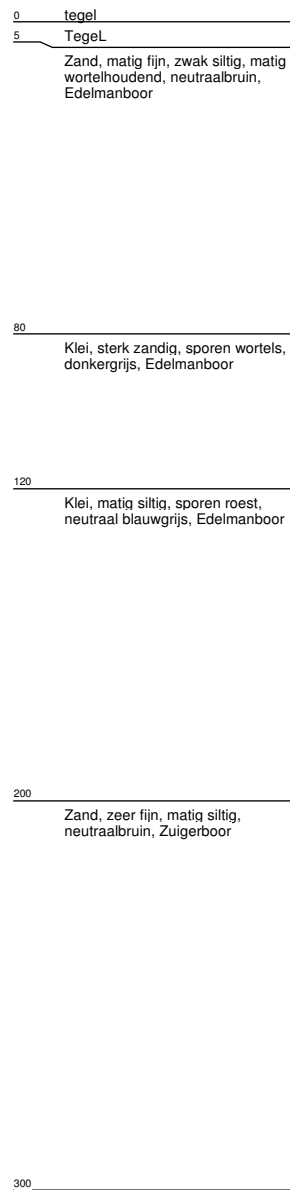 0 tegel
5 TegeL
Zand, matig fijn, zwak siltig, matig
wortelhoudend, neutraalbruin,
Edelmanboor
80
Klei, sterk zandig, sporen wortels,
donkergrijs, Edelmanboor
120
Klei, matig siltig, sporen roest,
neutraal blauwgrijs, Edelmanboor
200
Zand, zeer fijn, matig siltig,
neutraalbruin, Zuigerboor
300